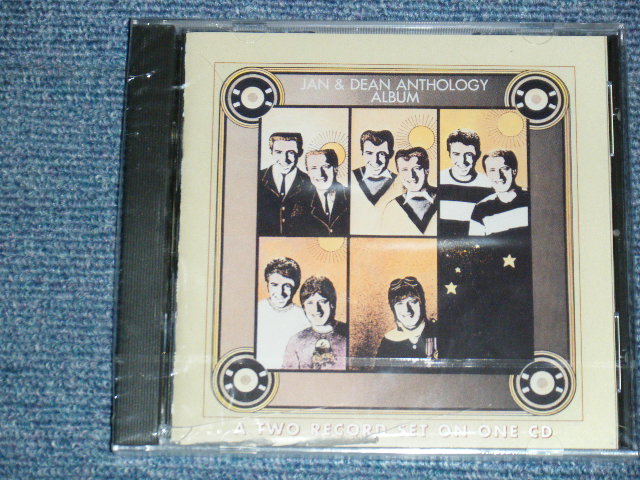 JAN & DEAN ANTHOLOGY
ALBUM
A TWO RECORD SET ON ONE CD